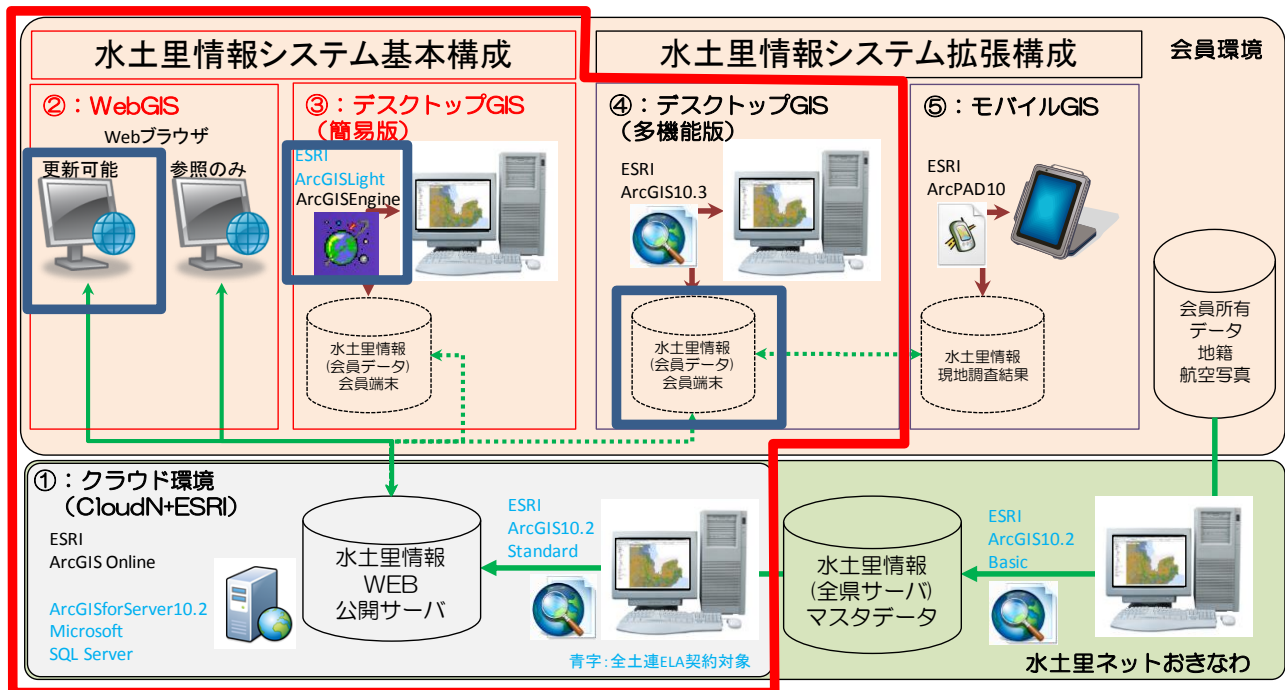 水土里情報システム基本構成
水土里情報システム拡張構成
会員環境
②：WebGIS
Webブラウザ
更新可能
参照のみ
③：デスクトップGIS
（簡易版）
ESRI
ArcGISLight
ArcGISEngine
水土里情報
(会員データ)
会員端末
④：デスクトップGIS
（多機能版）
ESRI
ArcGIS10.3
水土里情報
(会員データ)
会員端末
⑤：モバイルGIS
ESRI
ArcPAD10
水土里情報
現地調査結果
会員所有
データ
地籍
航空写真
①：クラウド環境
（CloudN+ESRI）
ESRI
ArcGIS Online
ArcGISforServer10.2
Microsoft
SQL Server
水土里情報
WEB
公開サーバ
ESRI
ArcGIS10.2
Standard
青字：全土連ELA契約対象
水土里情報
(全県サーバ)
マスタデータ
ESRI
ArcGIS10.2
Basic
水土里ネットおきなわ